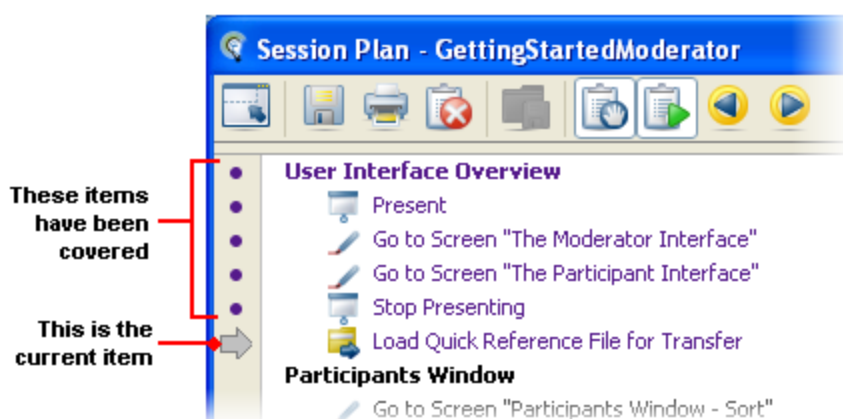 Session Plan - GettingStartedModerator
These items
have been
covered
User Interface Overview
Present
Go to Screen "The Moderator Interface"
Go to Screen "The Participant Interface"
Stop Presenting
This is the
current item
Load Quick Reference File for Transfer
Participants Window
Go to Screen "Participants Window - Sort"